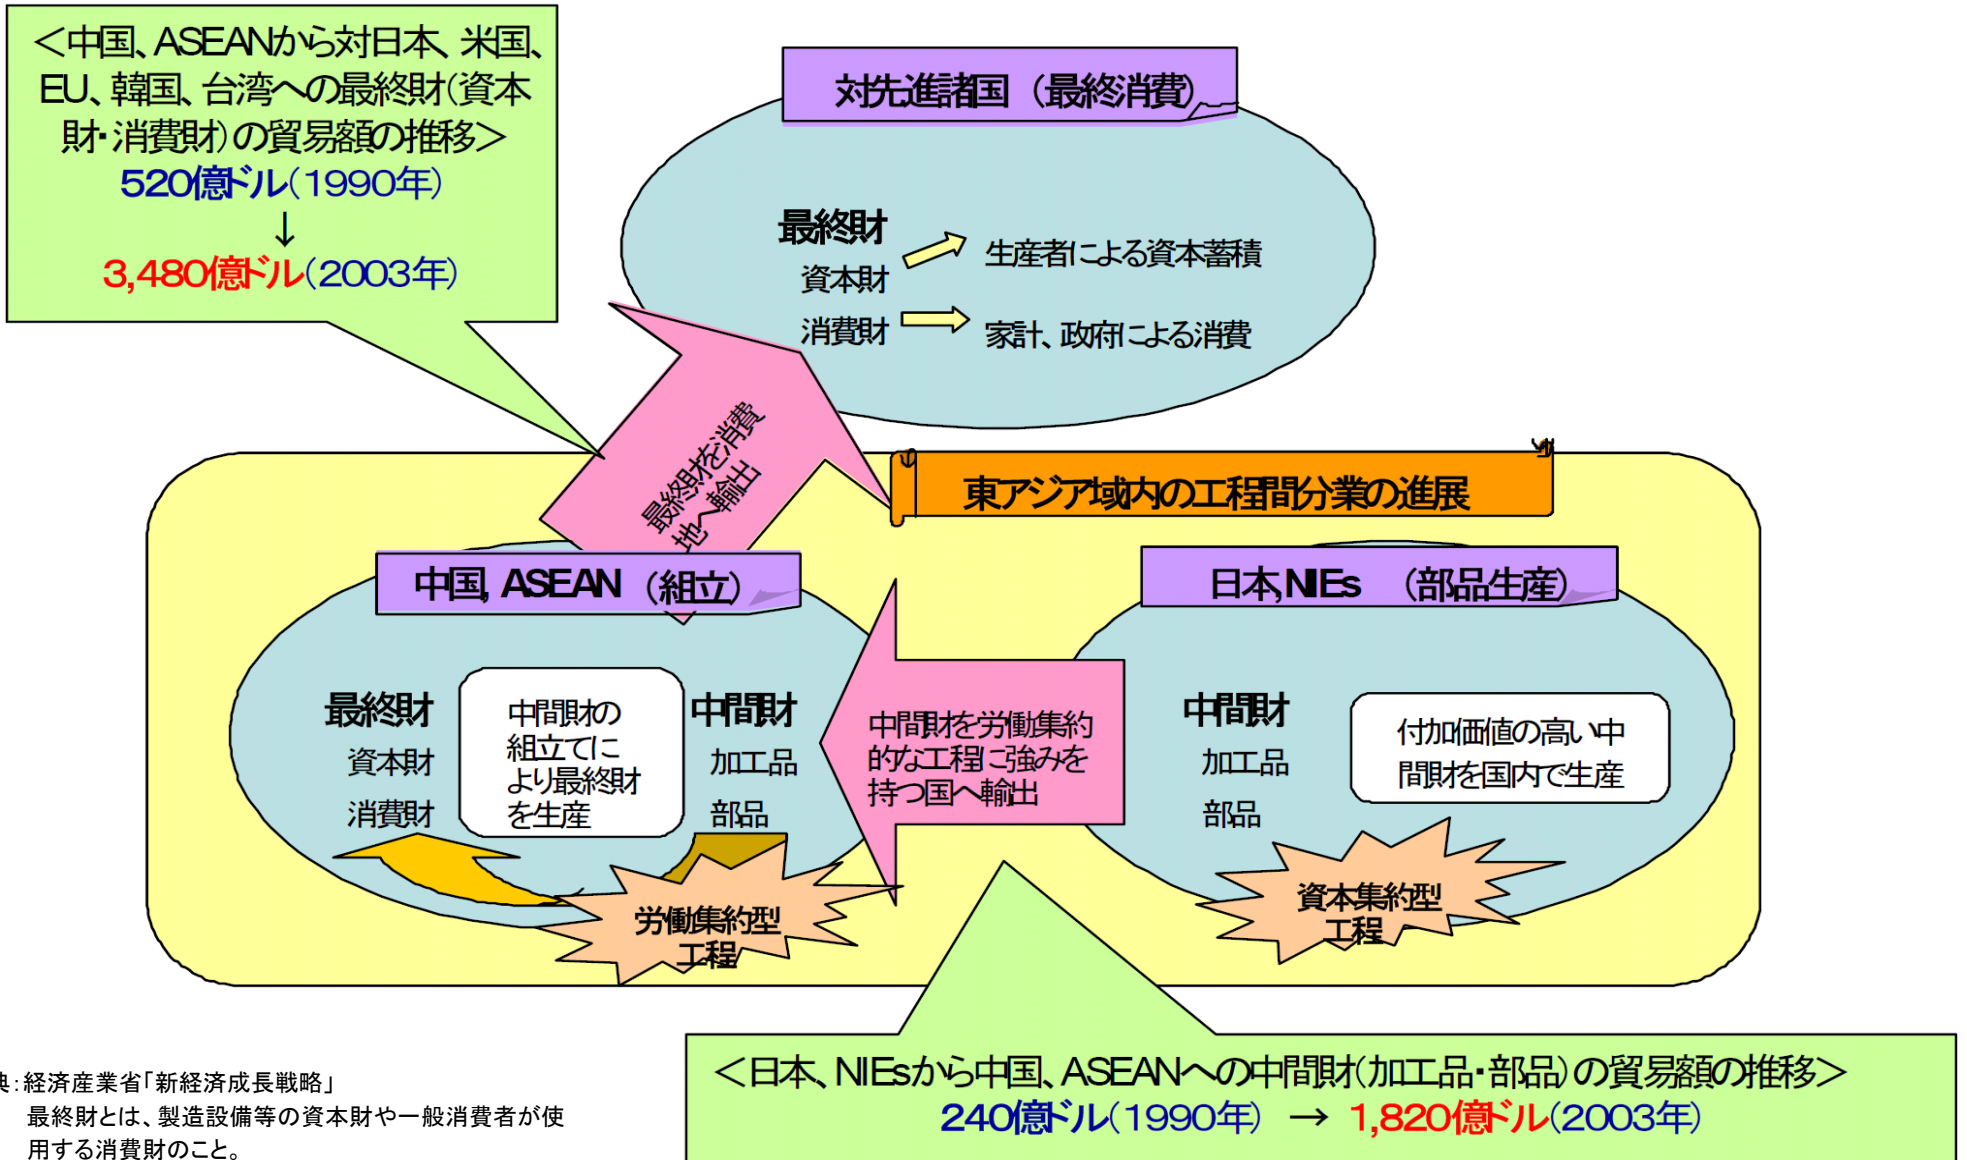 ＜中国、ASEANから対日本、米国、
EU、韓国、台湾への最終財(資本
財・消費財)の貿易額の推移＞
520億ドル(1990年)
↓
3,480億ドル(2003年)
対先進諸国（最終消費）
最終財
資本財
生産者による資本蓄積
消費財
家計、政府による消費
最終財を消費
地へ輸出
東アジア域内の工程間分業の進展
中国, ASEAN（組立）
日本,NIEs （部品生産）
最終財
資本財
消費財
中間財の
組立てに
より最終財
を生産
中間財
加工品
部品
労働集約型
工程
中間財を労働集約
的な工程に強みを
持つ国へ輸出
中間財
加工品
部品
付加価値の高い中
間財を国内で生産
資本集約型
工程
＜日本、NIEsから中国、ASEANへの中間財(加工品・部品)の貿易額の推移＞
240億ドル(1990年) → 1,820億ドル(2003年)
典：経済産業省「新経済成長戦略」
最終財とは、製造設備等の資本財や一般消費者が使
用する消費財のこと。